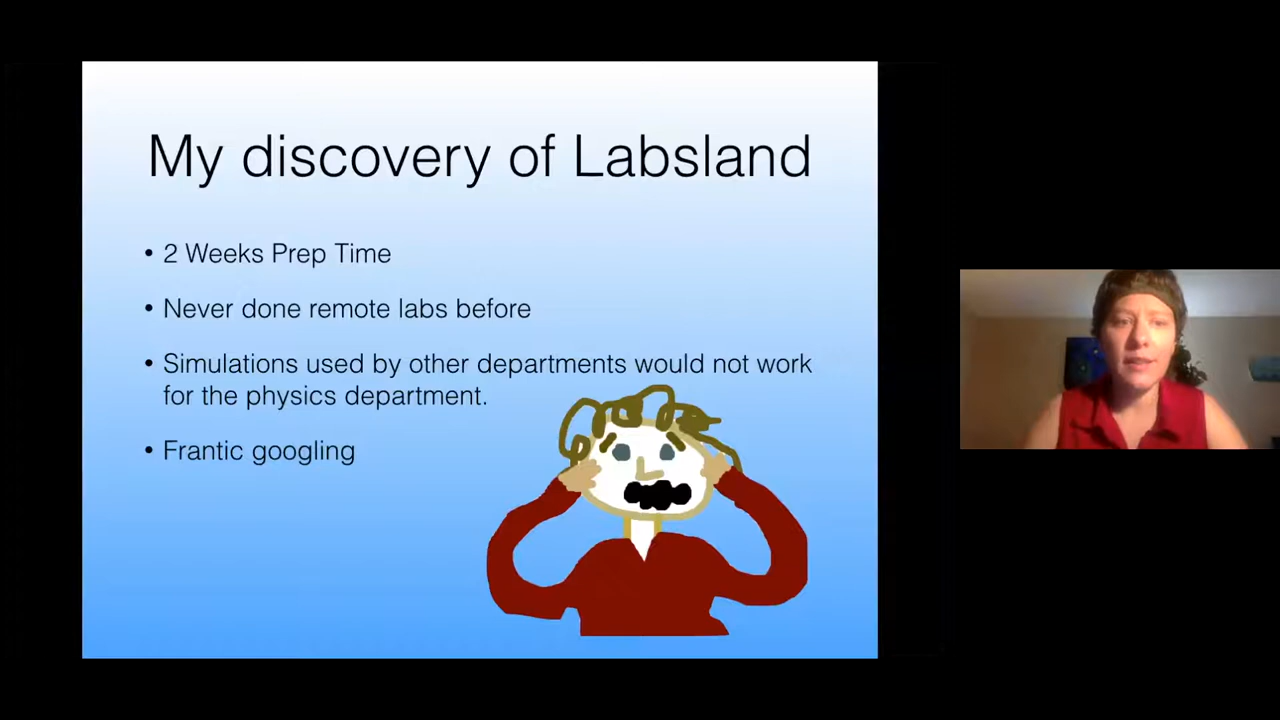 My discovery of Labsland
• 2 Weeks Prep Time
• Never done remote labs before
• Simulations used by other departments would not work
for the physics department.
• Frantic googling